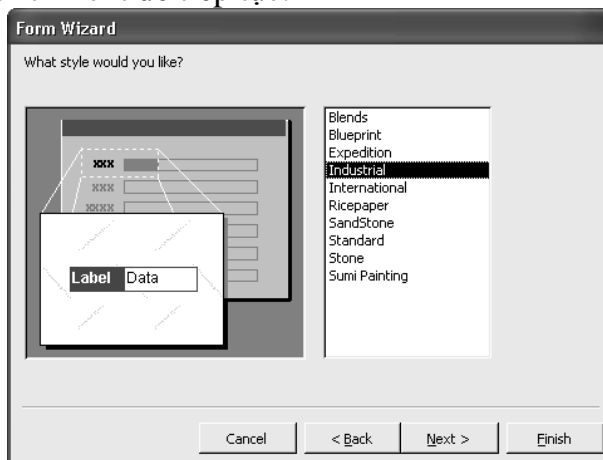 Form Wizard
What style would you like?
xxx
xxx
xxxx
Label Data
Blends
Blueprint
Expedition
Industrial
International
Ricepaper
SandStone
Standard
Stone
Sumi Painting
Cancel < Back Next > Finish